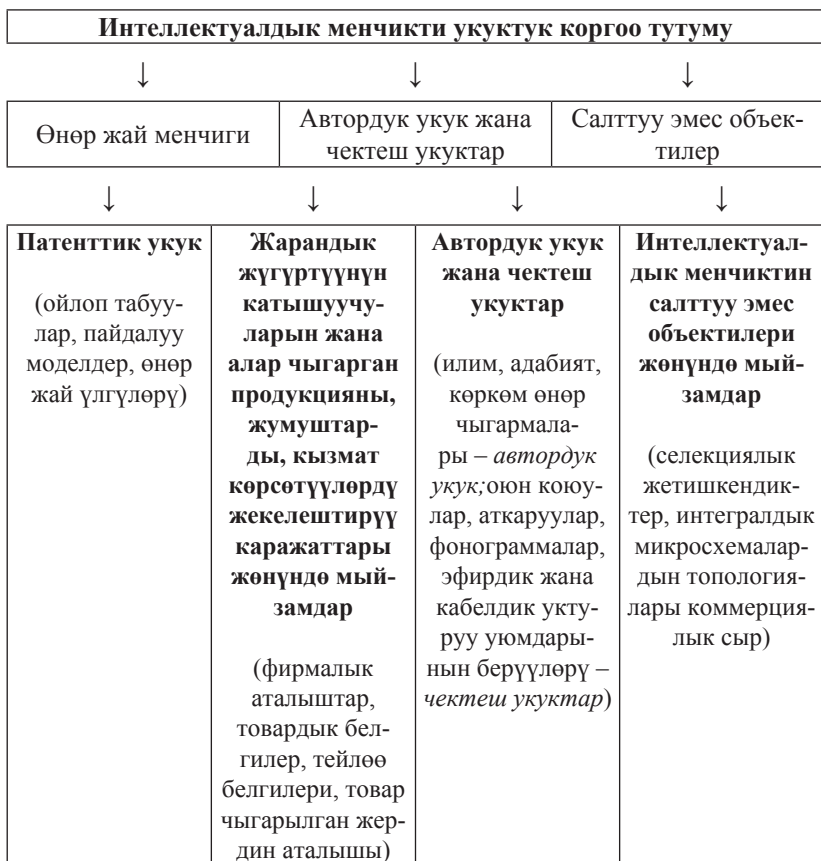 Интеллектуалдык менчикти укуктук коргоо тутуму
↓ ↓ ↓
Өнөр жай менчиги
Автордук укук жана
чектеш укуктар
Салттуу эмес объек-
тилер
↓ ↓ ↓ ↓
Патенттик укук
(ойлоп табуу-
лар, пайдалуу
моделдер, өнөр
жай үлгүлөрү)
Жарандык
жүгүртүүнүн
катышуучу-
ларын жана
алар чыгарган
продукцияны,
жумуштар-
ды, кызмат
көрсөтүүлөрдү
жекелештирүү
каражаттары
жөнүндө мый-
замдар
(фирмалык
аталыштар,
товардык бел-
гилер, тейлөө
белгилери, товар
чыгарылган жер-
дин аталышы)
Автордук укук
жана чектеш
укуктар
(илим, адабият,
көркөм өнөр
чыгармала-
ры – автордук
укук;оюн коюу-
лар, аткаруулар,
фонограммалар,
эфирдик жана
кабелдик укту-
руу уюмдары-
нын берүүлөрү –
чектеш укуктар)
Интеллектуал-
дык менчиктин
салттуу эмес
объектилери
жөнүндө мый-
замдар
(селекциялык
жетишкендик-
тер, интегралдык
микросхемалар-
дын топология-
лары коммерция-
лык сыр)